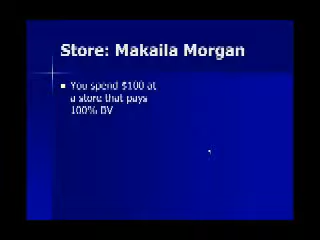 Store: Makaila Morgan
You spend $100 at
a store that pays
100% BV